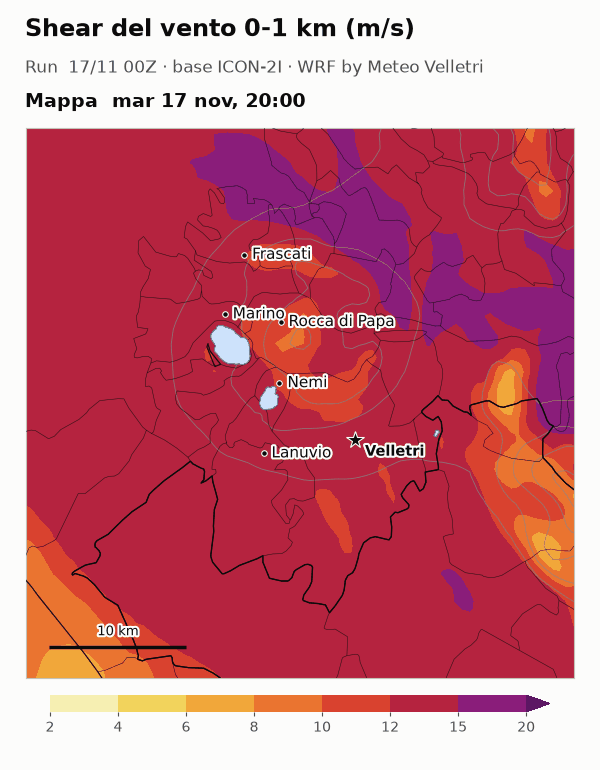 Shear del vento 0-1 km (m/s)
Run 17/11 00Z · base ICON-2I · WRF by Meteo Velletri
Mappa mar 17 nov, 20:00
Frascati
Marino
Rocca di Papa
Nemi
Velletri
Lanuvio
10 km
2 4 6 8 10 12 15 20